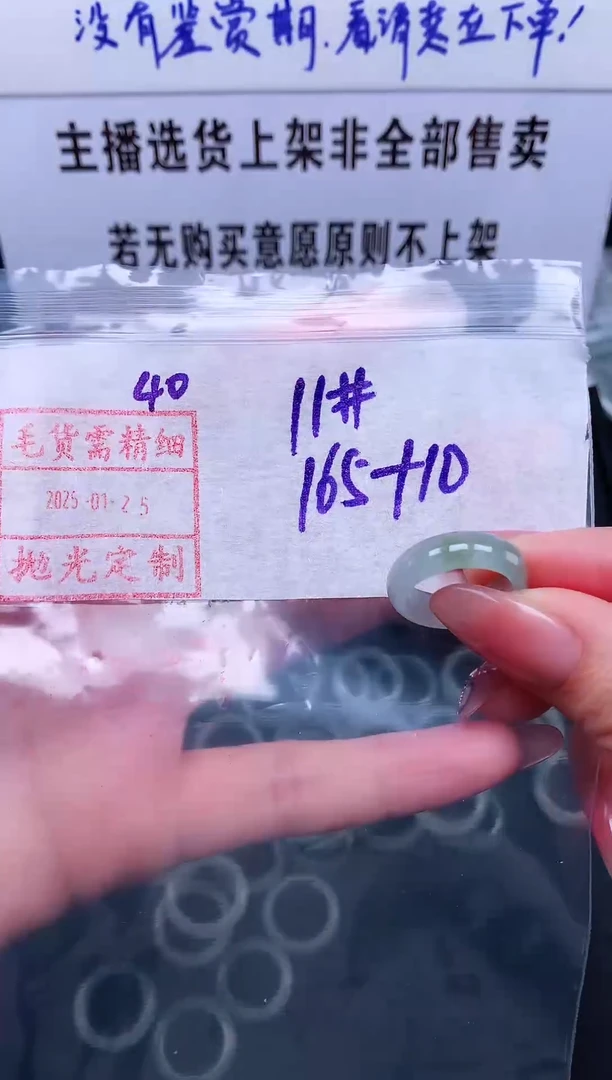 没有鉴赏期.看清楚在下单!
主播选货上架非全部售卖
若无购买意愿原则不上架
40
11#
165+10
毛货需精细
2025-01-25
抛光定制